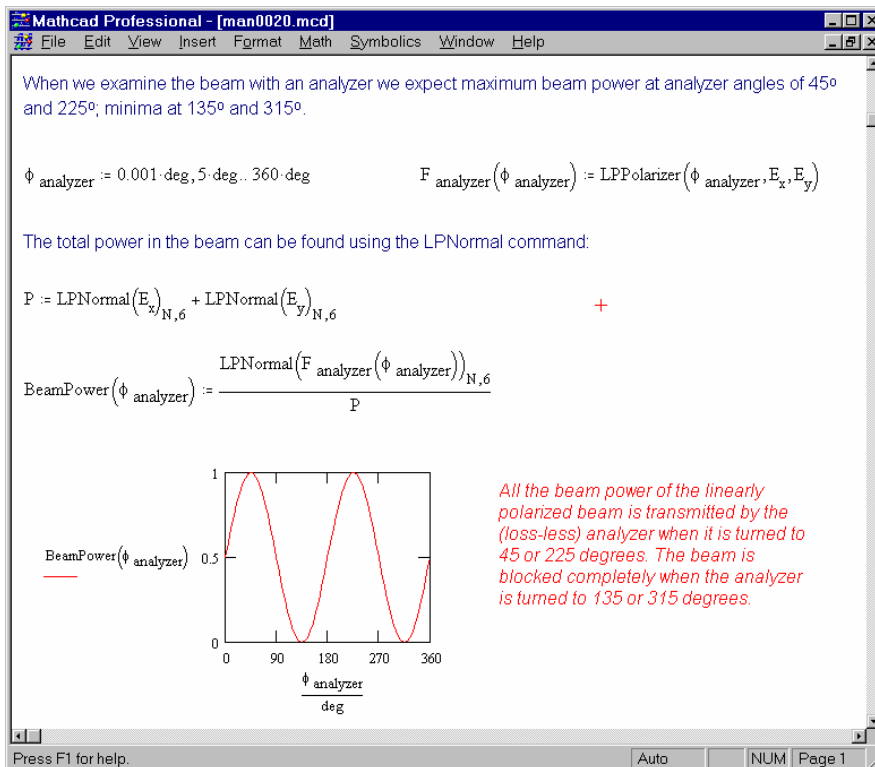 Mathcad Professional - [man0020.mcd]
File Edit View Insert Format Math Symbolics Window Help
When we examine the beam with an analyzer we expect maximum beam power at analyzer angles of 45º
and 225º; minima at 135º and 315º.
ϕ analyzer := 0.001·deg, 5·deg.. 360·deg
F analyzer(ϕ analyzer) := LPPolarizer(ϕ analyzer, E x, E y)
The total power in the beam can be found using the LPNormal command:
P := LPNormal(E x) N,6 + LPNormal(E y) N,6
BeamPower(ϕ analyzer) := LPNormal(F analyzer(ϕ analyzer)) N,6
P
1
0.5
0
BeamPower(ϕ analyzer)
0 90 180 270 360
ϕ analyzer
deg
All the beam power of the linearly
polarized beam is transmitted by the
(loss-less) analyzer when it is turned to
45 or 225 degrees. The beam is
blocked completely when the analyzer
is turned to 135 or 315 degrees.
Press F1 for help.
Auto NUM Page 1